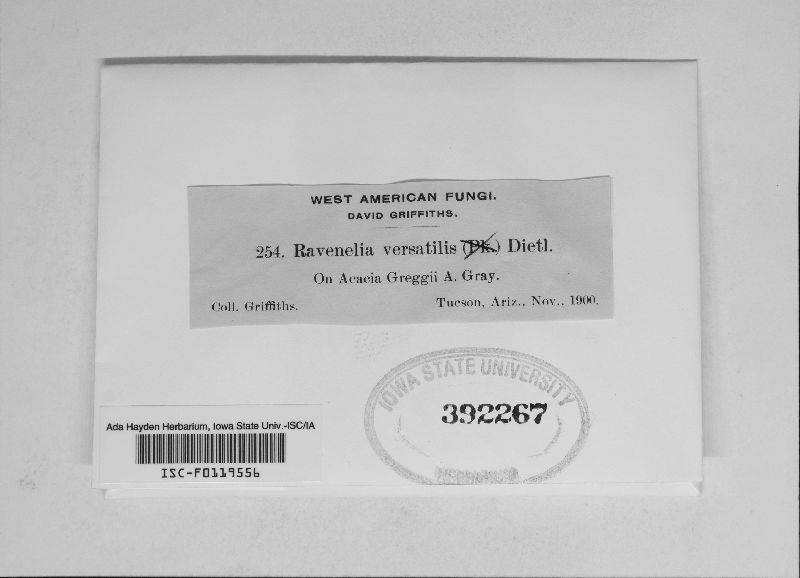 WEST AMERICAN FUNGI.
DAVID GRIFFITHS.
254. Ravenelia versatilis (Pk.) Dietl.
On Acacia Greggii A. Gray.
Coll. Griffiths. Tucson, Ariz., Nov., 1900.
IOWA STATE UNIVERSITY
392267
HERBARIUM
Ada Hayden Herbarium, Iowa State Univ.-ISC/IA
ISC-F0119556